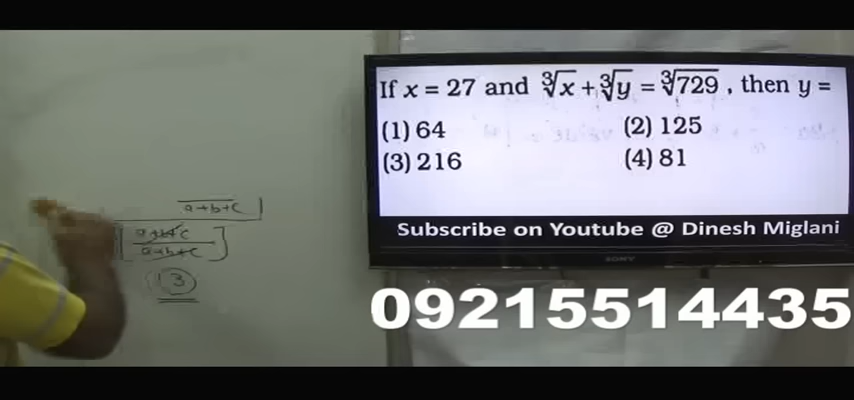 If x = 27 and ∛x + ∛y = ∛729 , then y =
(1) 64 (2) 125
(3) 216 (4) 81
Subscribe on Youtube @ Dinesh Miglani
SONY
09215514435
a+b+c
a+b+c
a+b+c
3